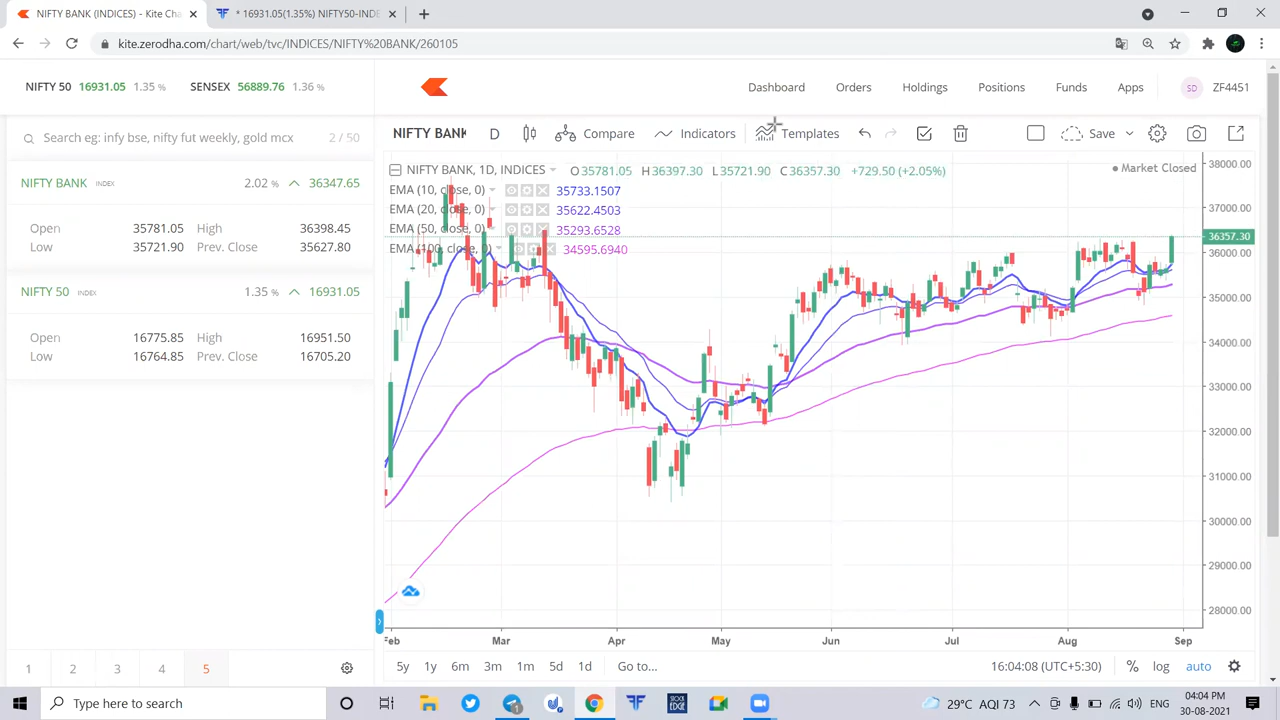 NIFTY BANK (INDICES) - Kite Cha
* 16931.05(1.35%) NIFTY50-INDE
kite.zerodha.com/chart/web/tvc/INDICES/NIFTY%20BANK/260105
NIFTY 50 16931.05 1.35 % SENSEX 56889.76 1.36 %
Dashboard Orders Holdings Positions Funds Apps SD ZF4451
Search eg: infy bse, nifty fut weekly, gold mcx 2 / 50
NIFTY BANK D Compare Indicators Templates Save
NIFTY BANK INDEX 2.02 % 36347.65
Open 35781.05 High 36398.45
Low 35721.90 Prev. Close 35627.80
NIFTY 50 INDEX 1.35 % 16931.05
Open 16775.85 High 16951.50
Low 16764.85 Prev. Close 16705.20
NIFTY BANK, 1D, INDICES O35781.05 H36397.30 L35721.90 C36357.30 +729.50 (+2.05%)
Market Closed
EMA (10, close, 0) 35733.1507
EMA (20, close, 0) 35622.4503
EMA (50, close, 0) 35293.6528
EMA (100, close, 0) 34595.6940
38000.00
37000.00
36357.30
36000.00
35000.00
34000.00
33000.00
32000.00
31000.00
30000.00
29000.00
28000.00
Feb Mar Apr May Jun Jul Aug Sep
1 2 3 4 5
5y 1y 6m 3m 1m 5d 1d Go to... 16:04:08 (UTC+5:30) % log auto
Type here to search
1
29°C AQI 73 ENG
04:04 PM
30-08-2021